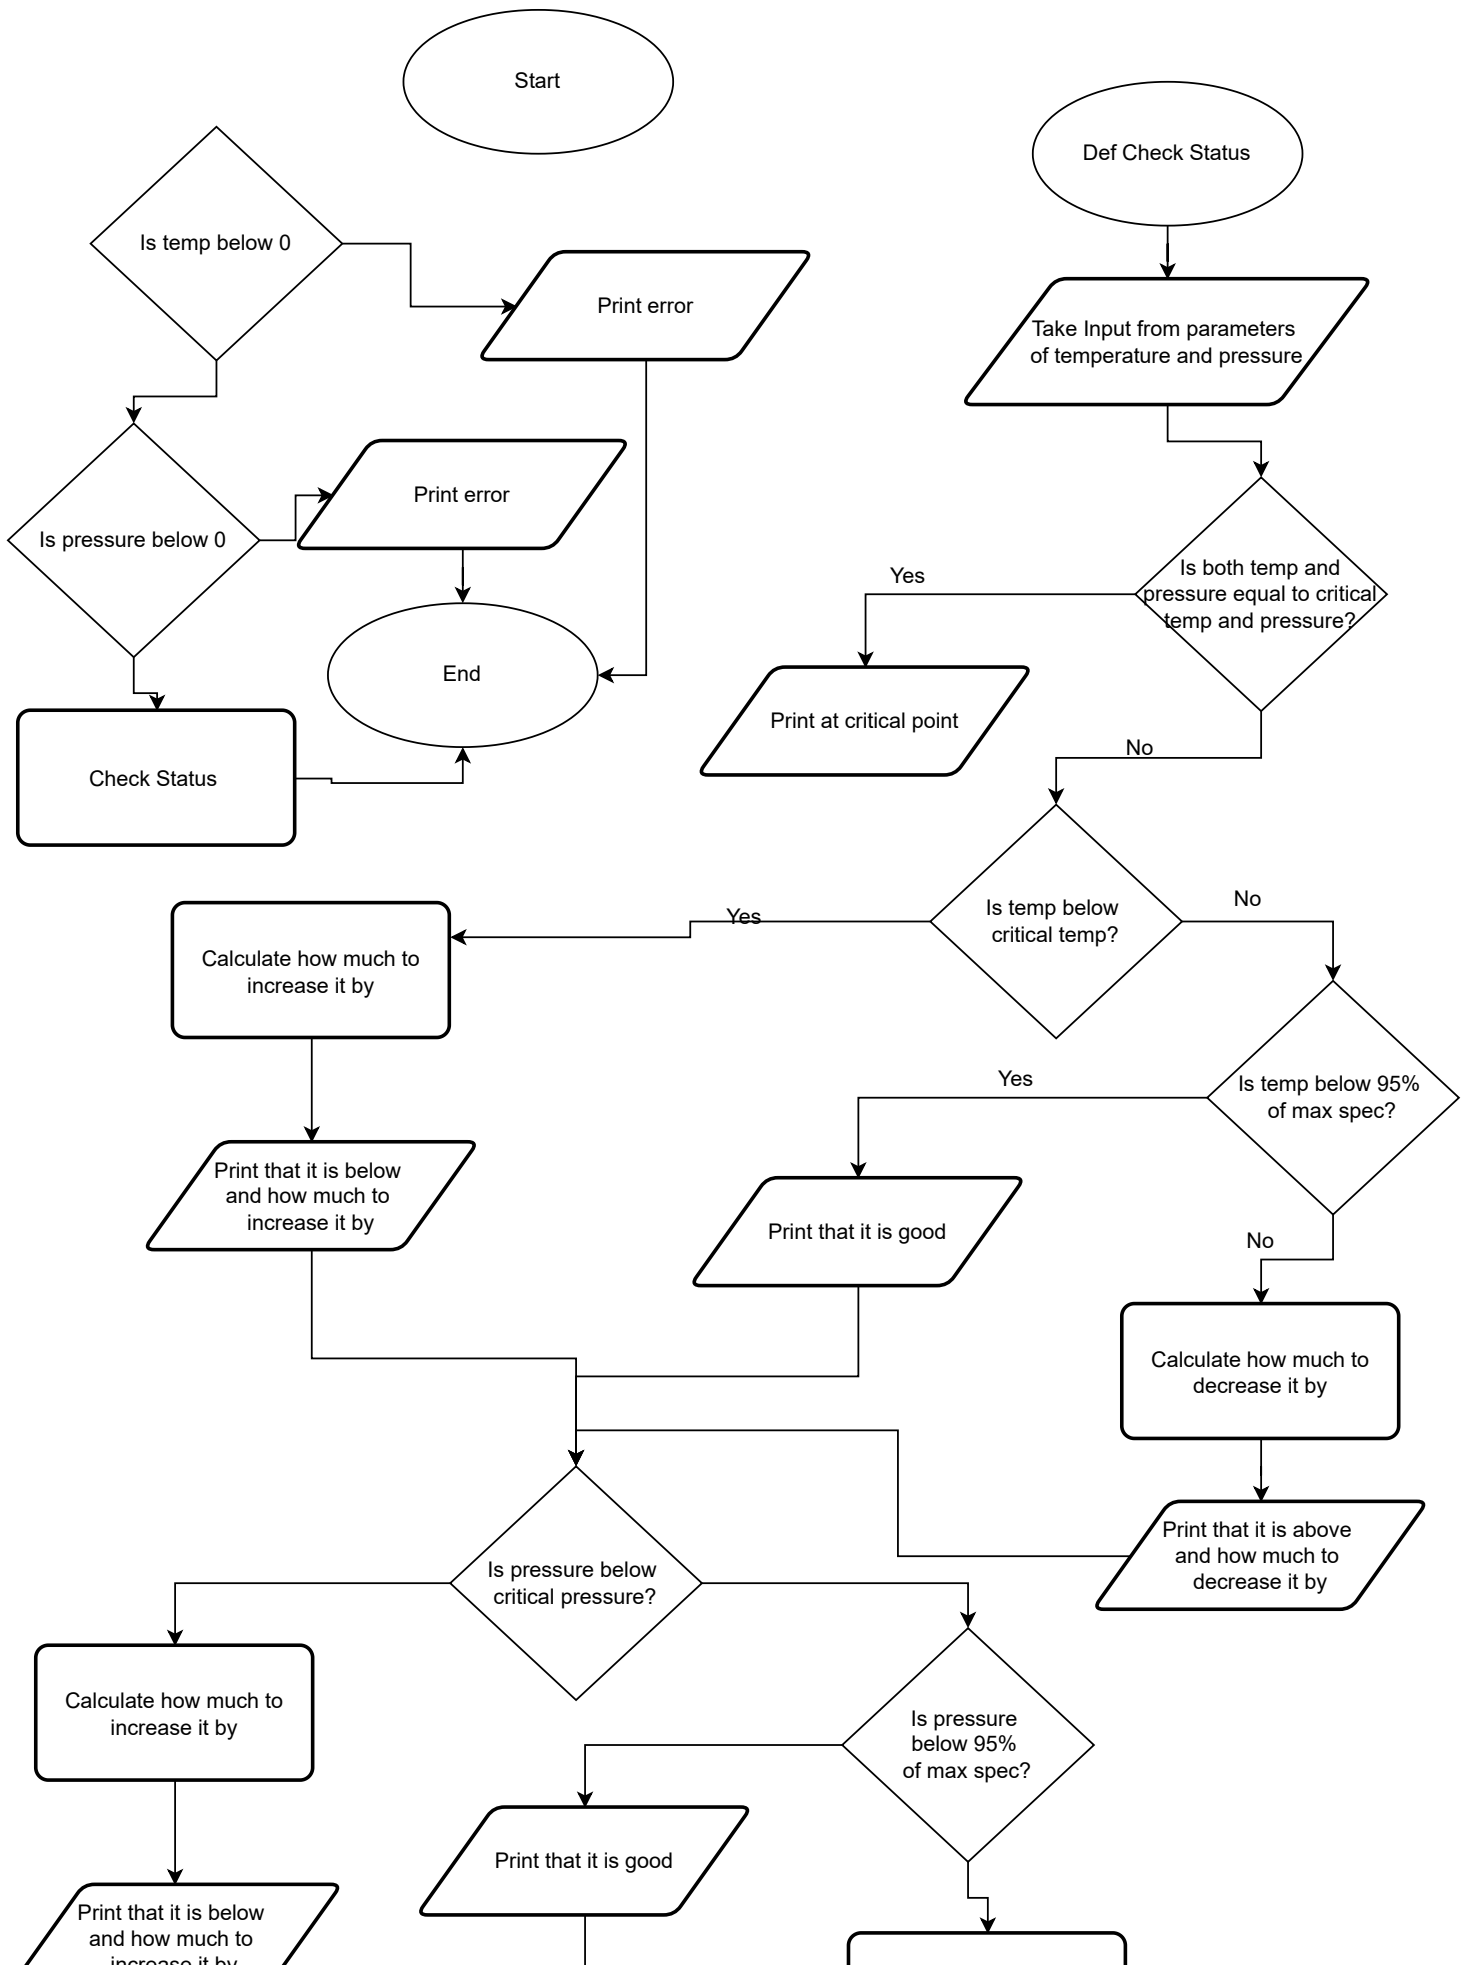 Start
Def Check Status
Is temp below 0
Print error
Take Input from parameters
of temperature and pressure
Is pressure below 0
Print error
Is both temp and
pressure equal to critical
temp and pressure?
Yes
End
Print at critical point
No
Check Status
Is temp below
critical temp?
Yes
No
Calculate how much to
increase it by
Is temp below 95%
of max spec?
Yes
Print that it is below
and how much to
increase it by
Print that it is good
No
Calculate how much to
decrease it by
Print that it is above
and how much to
decrease it by
Is pressure below
critical pressure?
Calculate how much to
increase it by
Is pressure
below 95%
of max spec?
Print that it is good
Print that it is below
and how much to
increase it by